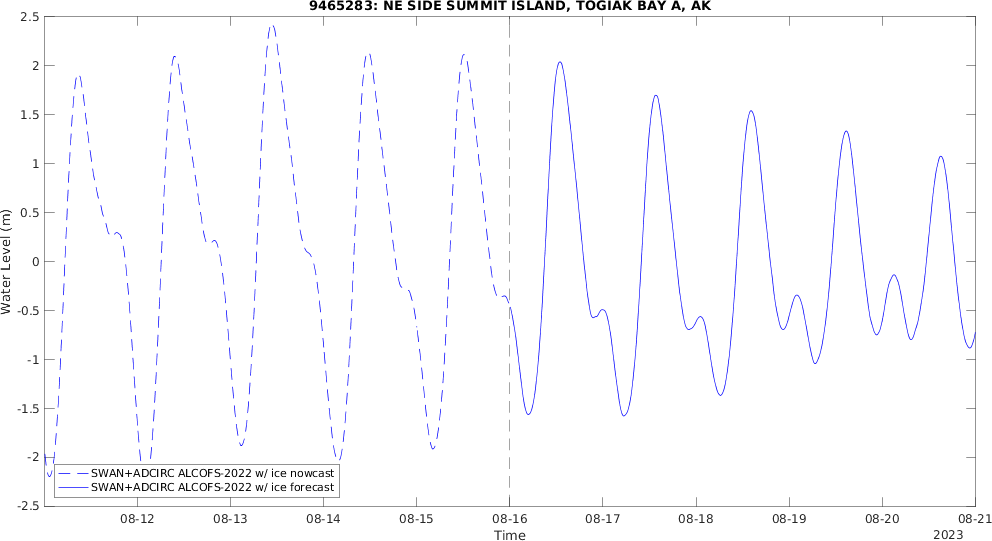 9465283: NE SIDE SUMMIT ISLAND, TOGIAK BAY A, AK
Water Level (m)
2.5
2
1.5
1
0.5
0
-0.5
-1
-1.5
-2
-2.5
SWAN+ADCIRC ALCOFS-2022 w/ ice nowcast
SWAN+ADCIRC ALCOFS-2022 w/ ice forecast
08-12 08-13 08-14 08-15 08-16 08-17 08-18 08-19 08-20 08-21
Time
2023